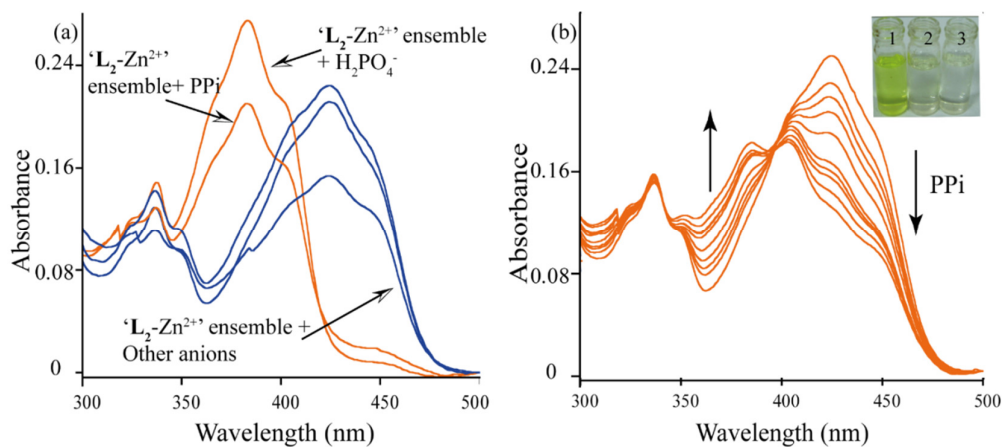 (a)
'L₂-Zn²⁺'
ensemble+ PPi
'L₂-Zn²⁺' ensemble
+ H₂PO₄⁻
'L₂-Zn²⁺' ensemble +
Other anions
0.24
0.16
0.08
0
Absorbance
300 350 400 450 500
Wavelength (nm)
(b)
1 2 3
PPi
0.24
0.16
0.08
0
Absorbance
300 350 400 450 500
Wavelength (nm)